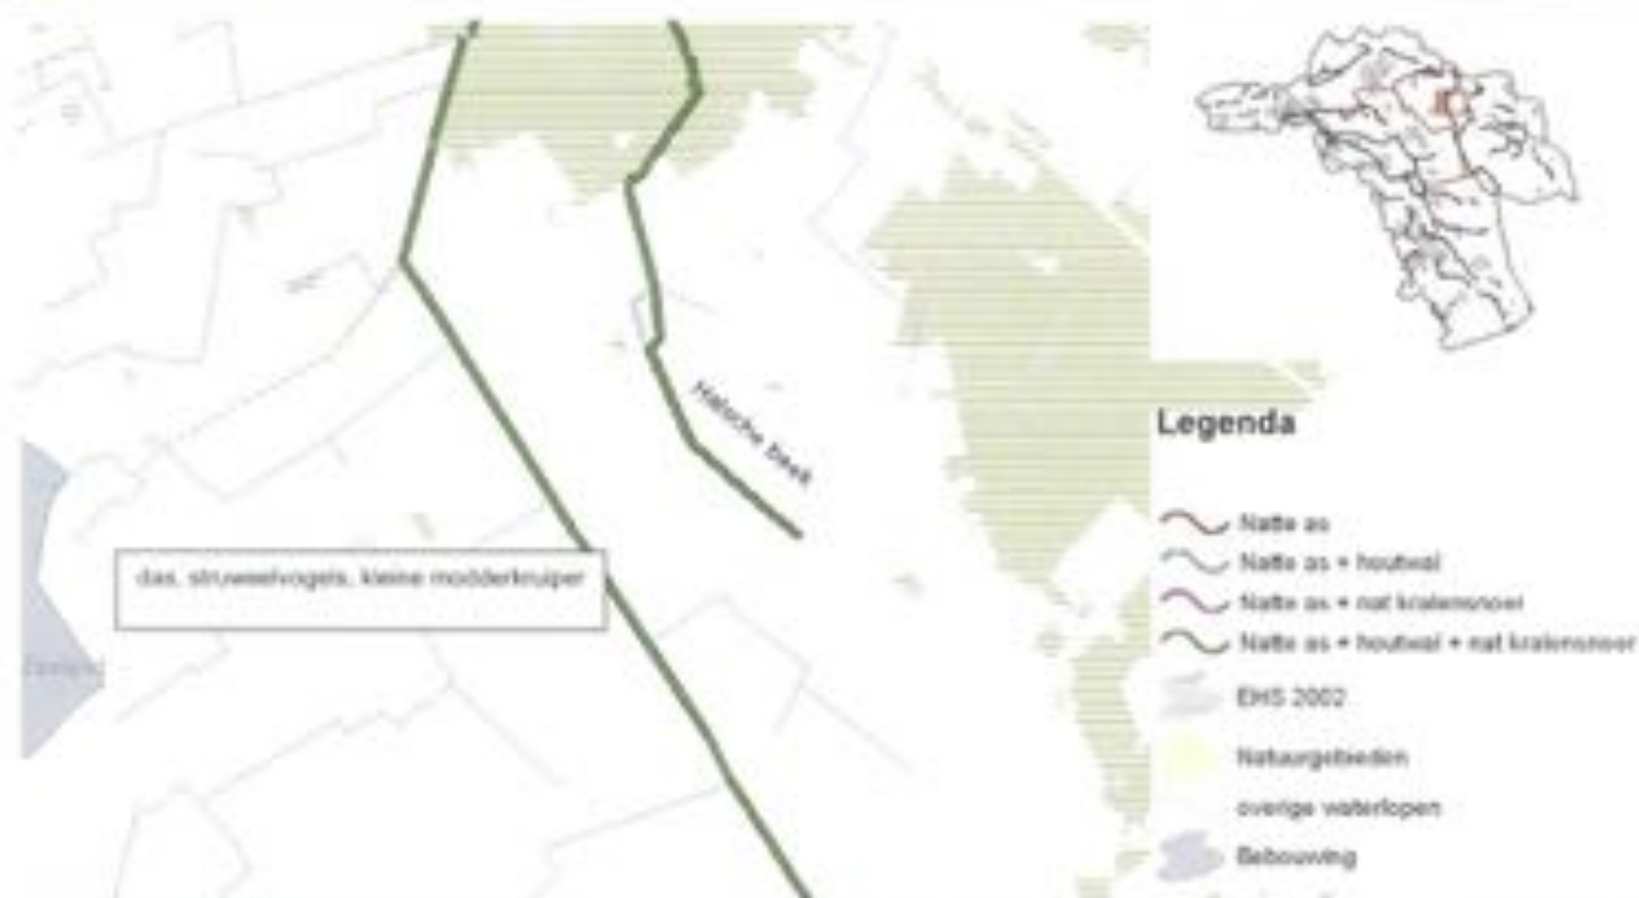 Halsche beek
das, struweelvogels, kleine modderkruiper
Legenda
Natte as
Natte as + houtwal
Natte as + nat kralensnoer
Natte as + houtwal + nat kralensnoer
EHS 2002
Natuurgebieden
overige waterlopen
Bebouwing